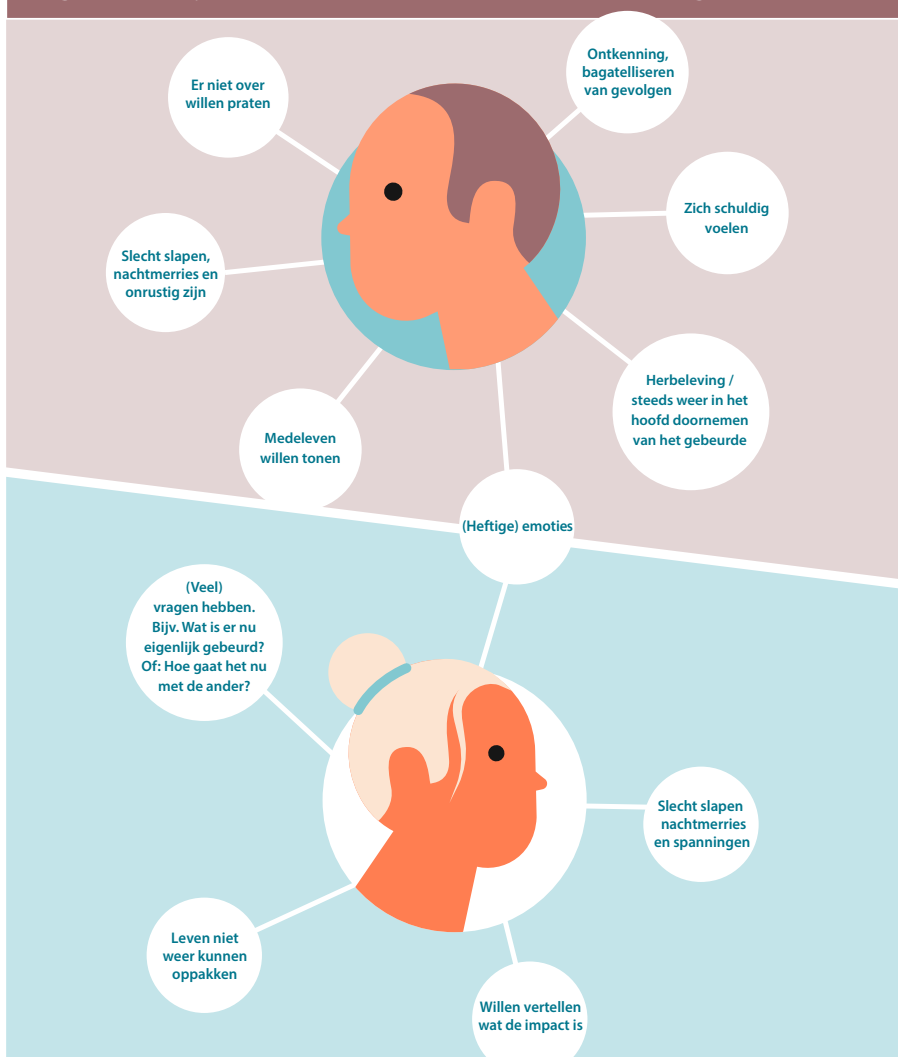 Ontkenning,
bagatelliseren
van gevolgen
Er niet over
willen praten
Zich schuldig
voelen
Slecht slapen,
nachtmerries en
onrustig zijn
Herbeleving /
steeds weer in het
hoofd doornemen
van het gebeurde
Medeleven
willen tonen
(Heftige) emoties
(Veel)
vragen hebben.
Bijv. Wat is er nu
eigenlijk gebeurd?
Of: Hoe gaat het nu
met de ander?
Slecht slapen
nachtmerries
en spanningen
Leven niet
weer kunnen
oppakken
Willen vertellen
wat de impact is